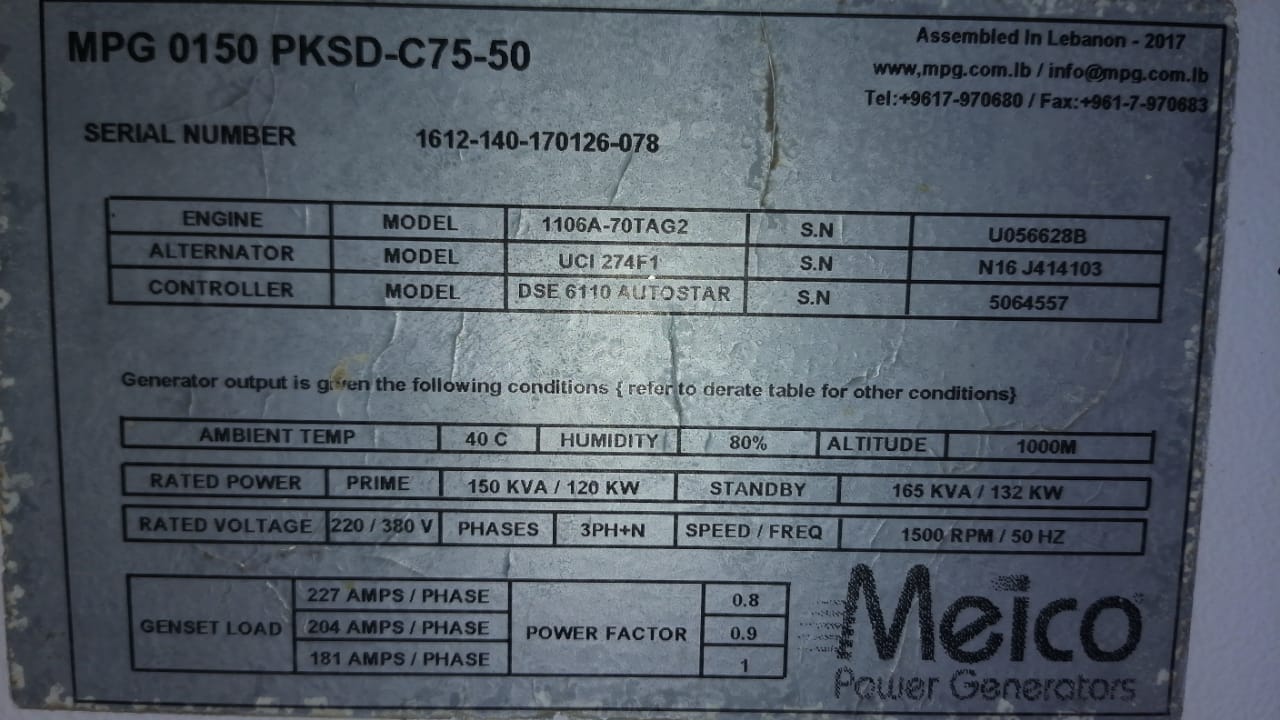 MPG 0150 PKSD-C75-50
Assembled In Lebanon - 2017
www,mpg.com.lb / info@mpg.com.lb
Tel:+9617-970680 / Fax:+961-7-970683
SERIAL NUMBER 1612-140-170126-078
ENGINE MODEL 1106A-70TAG2 S.N U056628B
ALTERNATOR MODEL UCI 274F1 S.N N16 J414103
CONTROLLER MODEL DSE 6110 AUTOSTAR S.N 5064557
Generator output is given the following conditions { refer to derate table for other conditions}
AMBIENT TEMP 40 C HUMIDITY 80% ALTITUDE 1000M
RATED POWER PRIME 150 KVA / 120 KW STANDBY 165 KVA / 132 KW
RATED VOLTAGE 220 / 380 V PHASES 3PH+N SPEED / FREQ 1500 RPM / 50 HZ
GENSET LOAD
227 AMPS / PHASE
204 AMPS / PHASE
181 AMPS / PHASE
POWER FACTOR
0.8
0.9
1
Meico
Power Generators